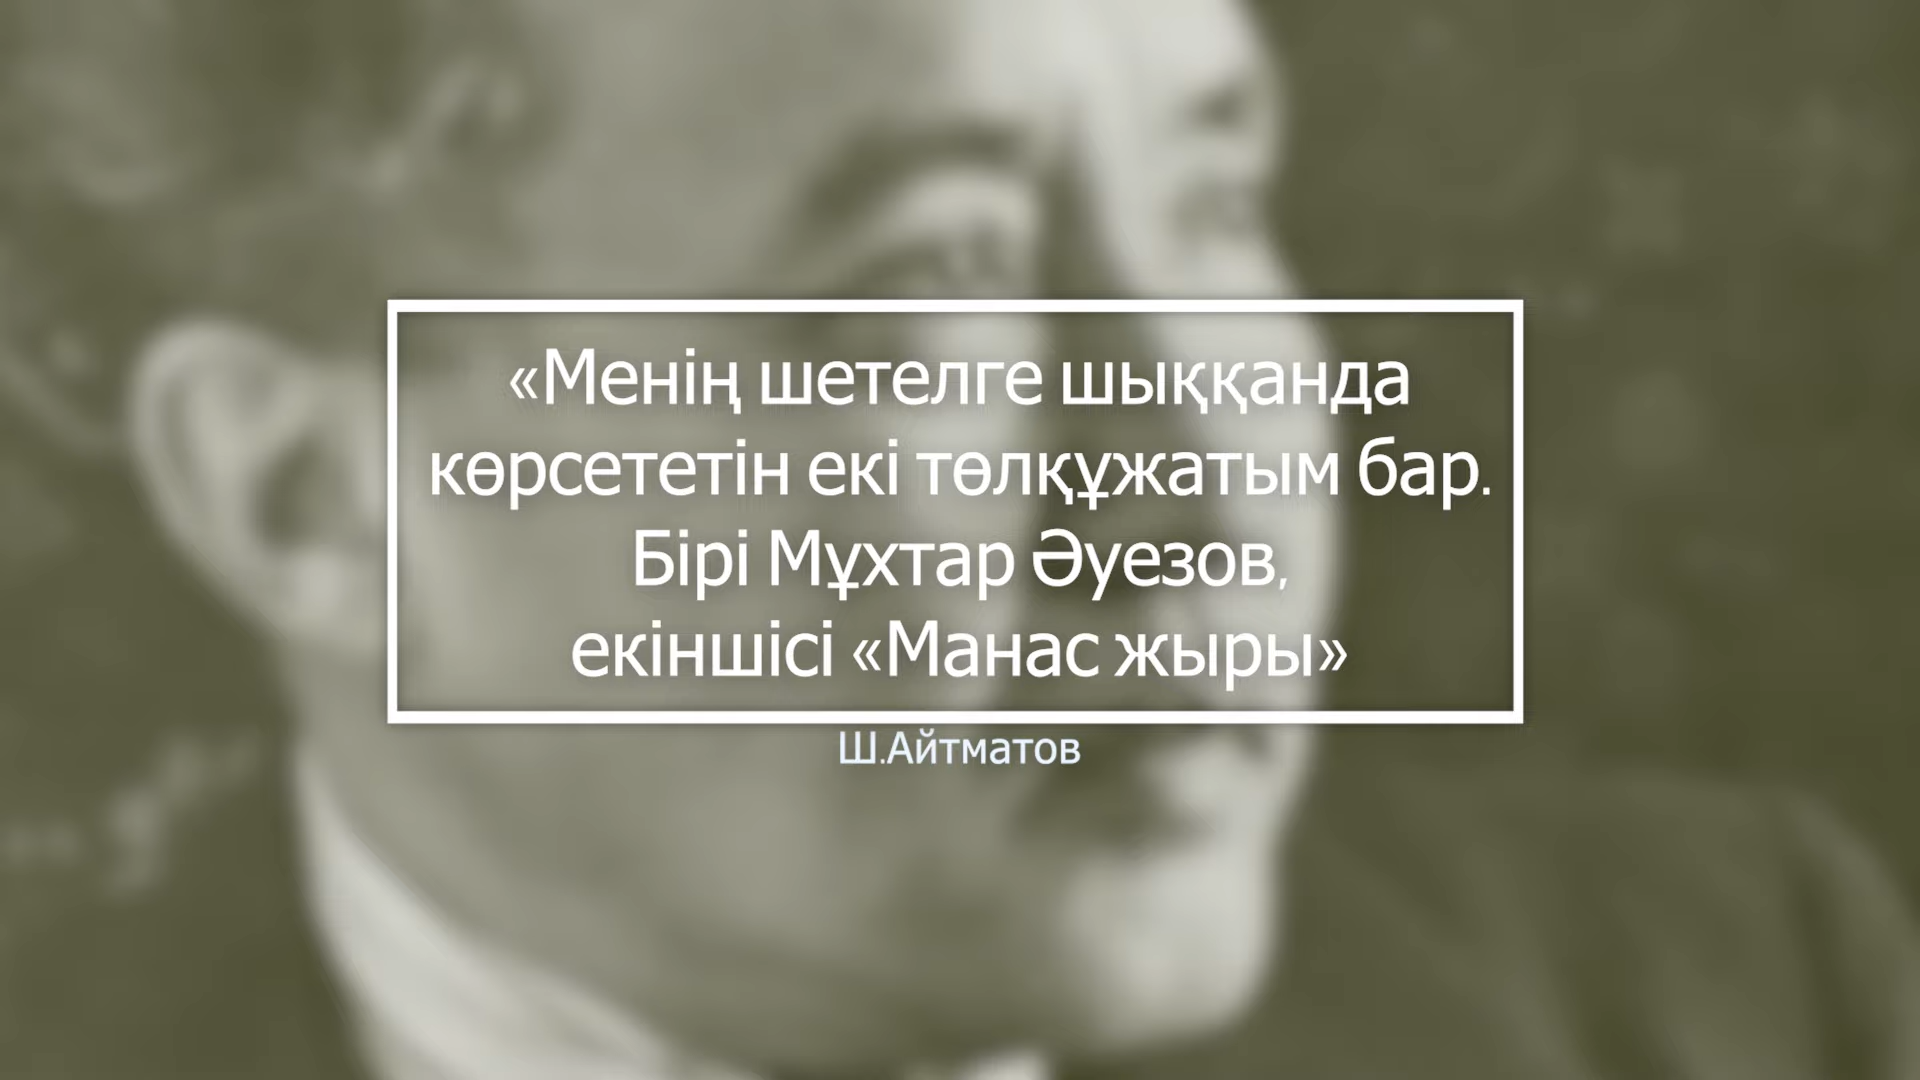 «Менің шетелге шыққанда
көрсететін екі төлқұжатым бар.
Бірі Мұхтар Әуезов,
екіншісі «Манас жыры»
Ш.Айтматов